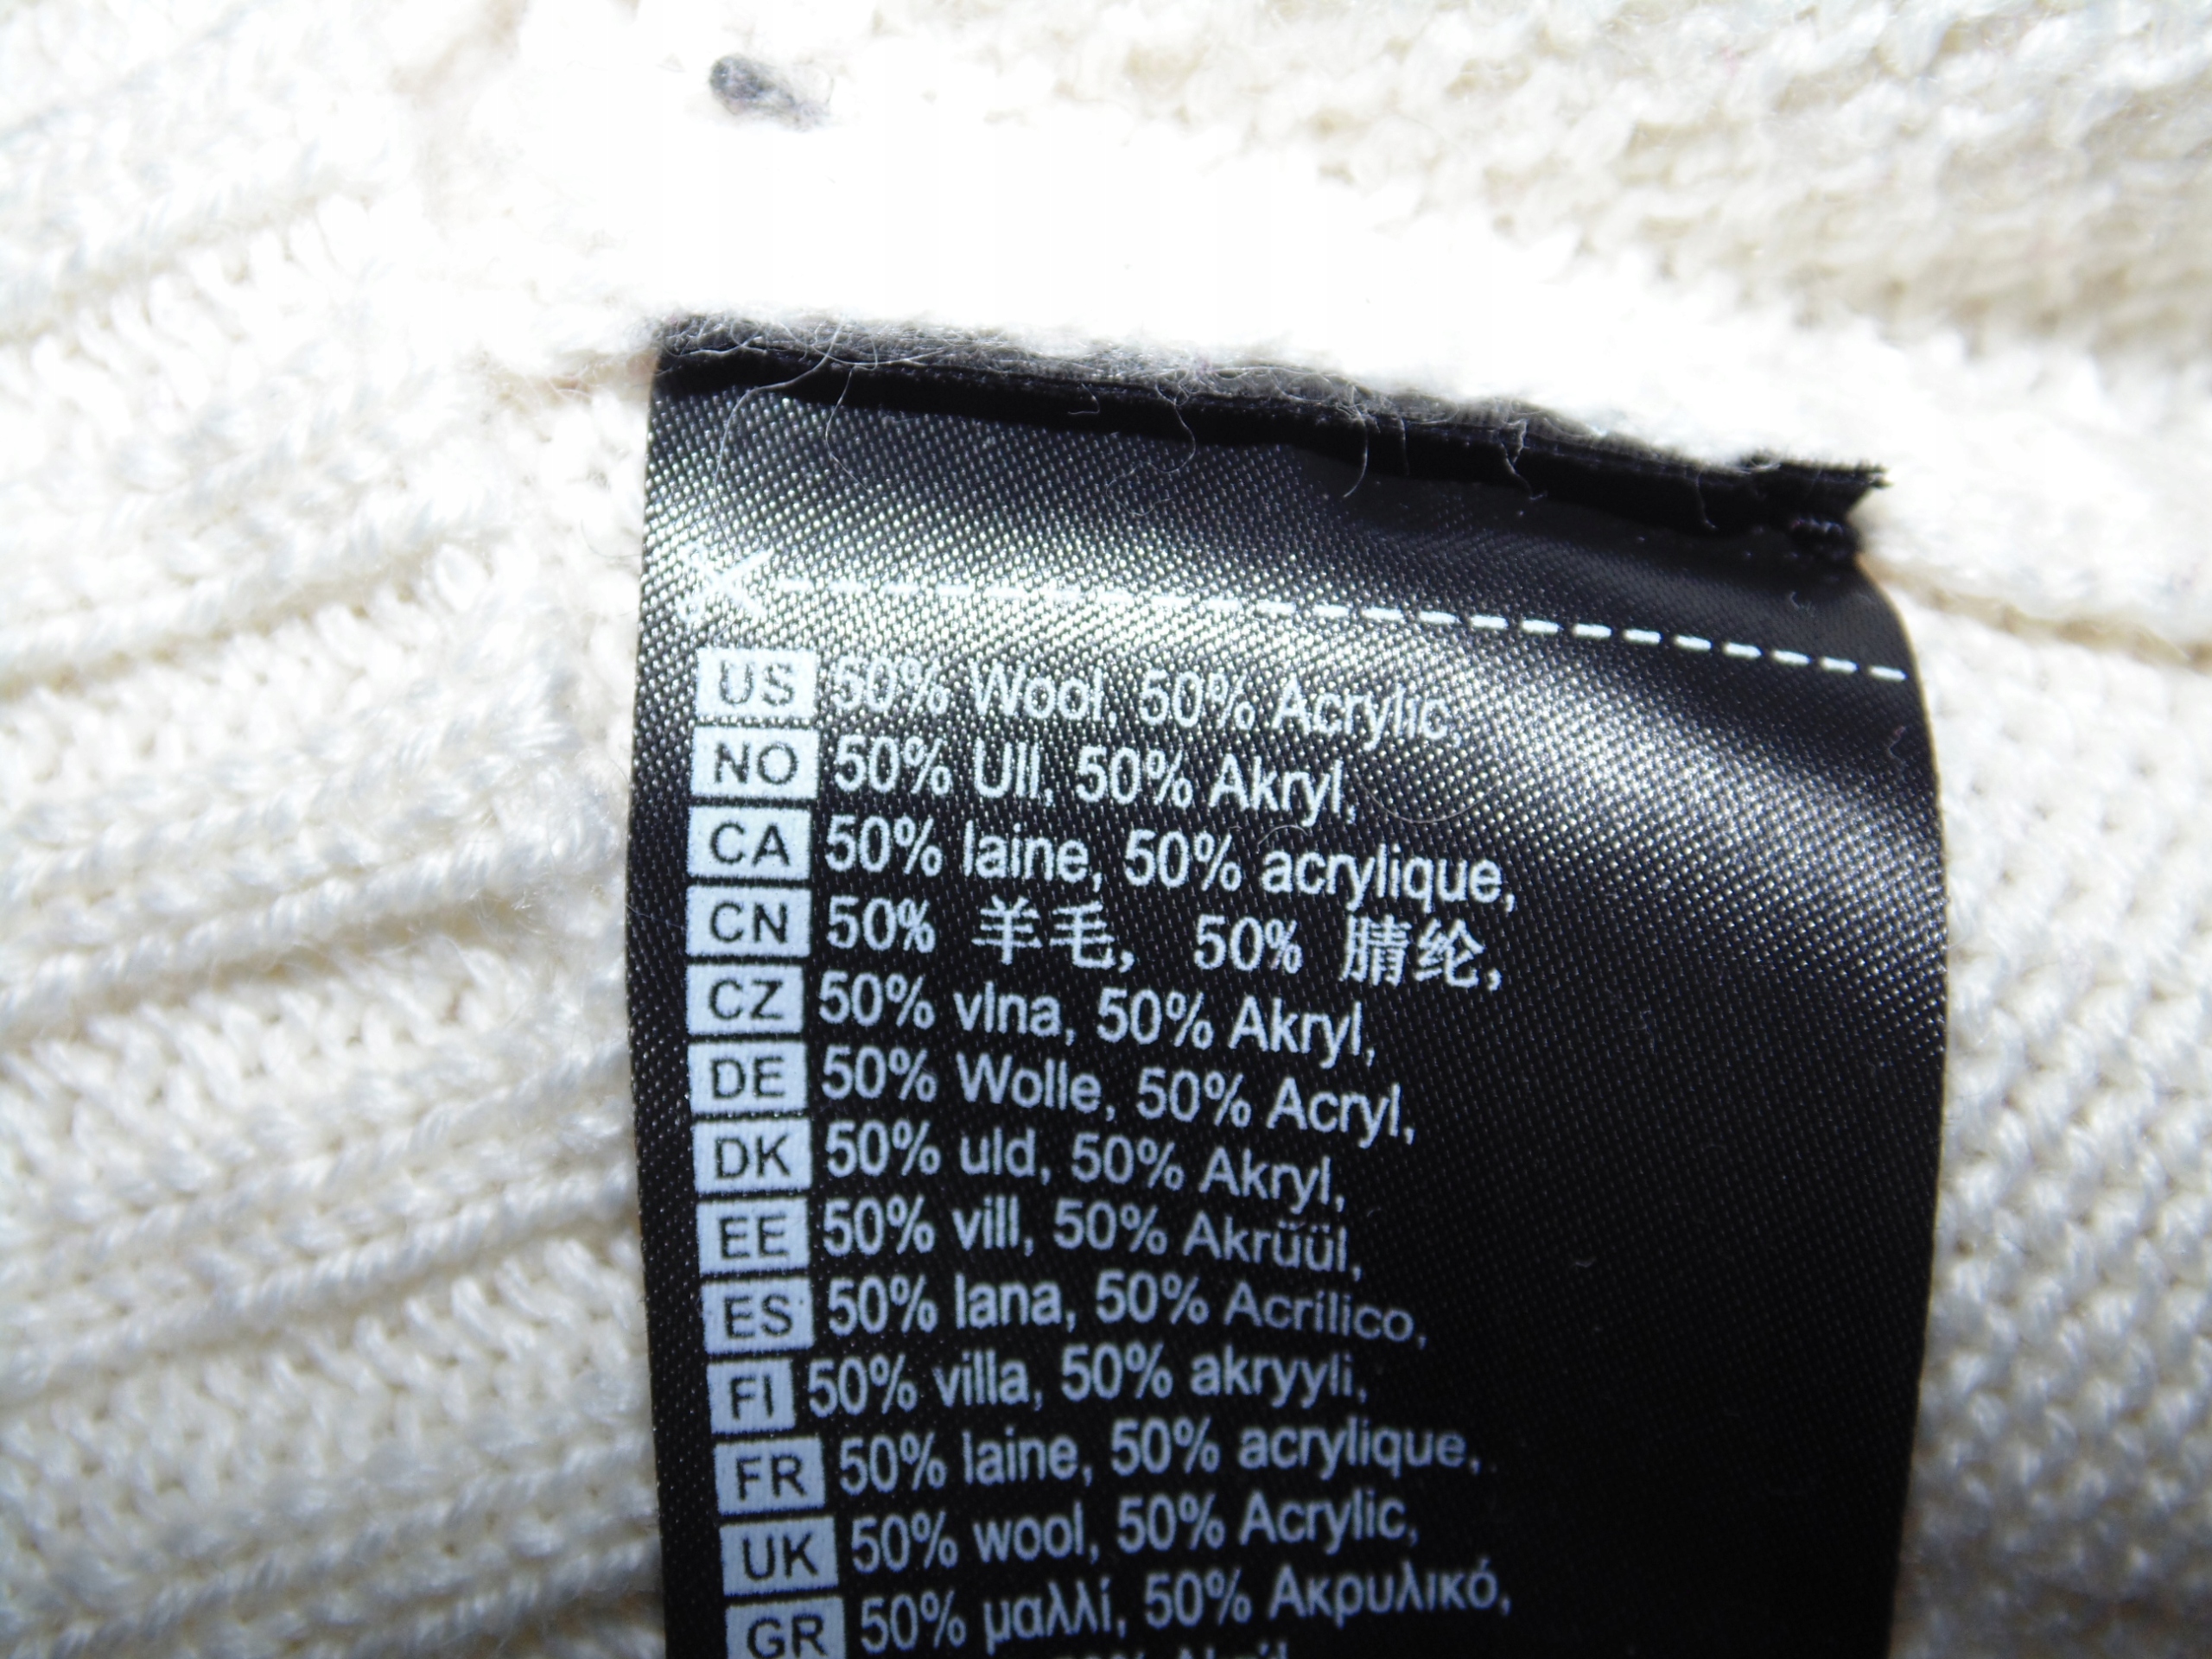 US 50% Wool, 50% Acrylic,
NO 50% Ull, 50% Akryl,
CA 50% laine, 50% acrylique,
CN 50% 羊毛, 50% 腈纶,
CZ 50% vlna, 50% Akryl,
DE 50% Wolle, 50% Acryl,
DK 50% uld, 50% Akryl,
EE 50% vill, 50% Akrüül,
ES 50% lana, 50% Acrílico,
FI 50% villa, 50% akryyli,
FR 50% laine, 50% acrylique,
UK 50% wool, 50% Acrylic,
GR 50% μαλλί, 50% Ακρυλικό,